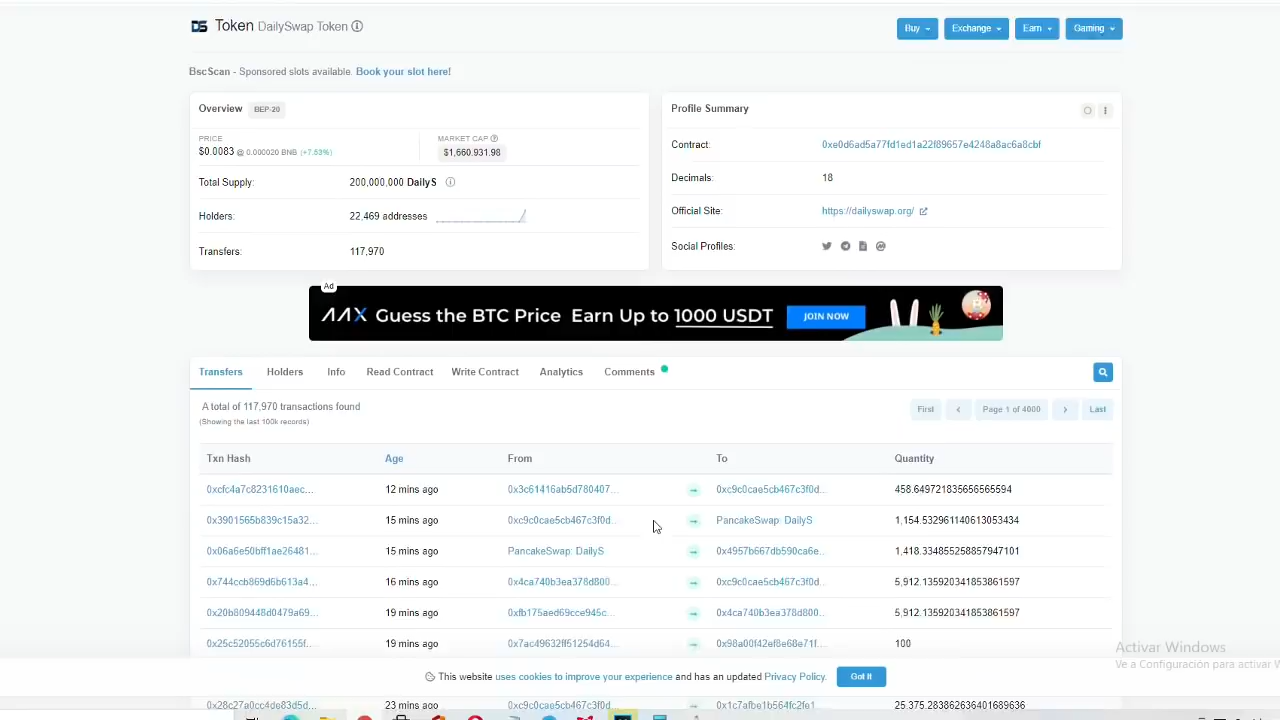 DS Token DailySwap Token
Buy Exchange Earn Gaming
BscScan - Sponsored slots available. Book your slot here!
Overview BEP-20
PRICE
$0.0083 @ 0.000020 BNB (+7.83%)
MARKET CAP
$1,660,931.98
Total Supply: 200,000,000 DailyS
Holders: 22,469 addresses
Transfers: 117,970
Profile Summary
Contract: 0xe0d6ad5a77fd1ed1a22f89657e4248a8ac6a8cbf
Decimals: 18
Official Site: https://dailyswap.org/
Social Profiles:
Ad
AAX Guess the BTC Price Earn Up to 1000 USDT JOIN NOW
Transfers Holders Info Read Contract Write Contract Analytics Comments
A total of 117,970 transactions found
(Showing the last 100k records)
First Page 1 of 4000 Last
Txn Hash Age From To Quantity
0xcfc4a7c8231610aec... 12 mins ago 0x3c61416ab5d780407... 0xc9c0cae5cb467c3f0d... 458.649721835656565594
0x3901565b839c15a32... 15 mins ago 0xc9c0cae5cb467c3f0d... PancakeSwap: DailyS 1,154.532961140613053434
0x06a6e50bff1ae26481... 15 mins ago PancakeSwap: DailyS 0x4957b667db590ca6e... 1,418.334855258857947101
0x744ccb869d6b613a4... 16 mins ago 0x4ca740b3ea378d800... 0xc9c0cae5cb467c3f0d... 5,912.135920341853861597
0x20b809448d0479a69... 19 mins ago 0xfb175aed69cce945c... 0x4ca740b3ea378d800... 5,912.135920341853861597
0x25c52055c6d76155f... 19 mins ago 0x7ac49632ff51254d64... 0x98a00f42ef8e68e71f... 100
Activar Windows
Ve a Configuración para activar W
This website uses cookies to improve your experience and has an updated Privacy Policy. Got It
0x28c27a0cc4de83d5d... 23 mins ago 0xc9c0cae5cb467c3f0d... 0x1c7afbe1b564fc2fe1... 25,375.283862636401689636